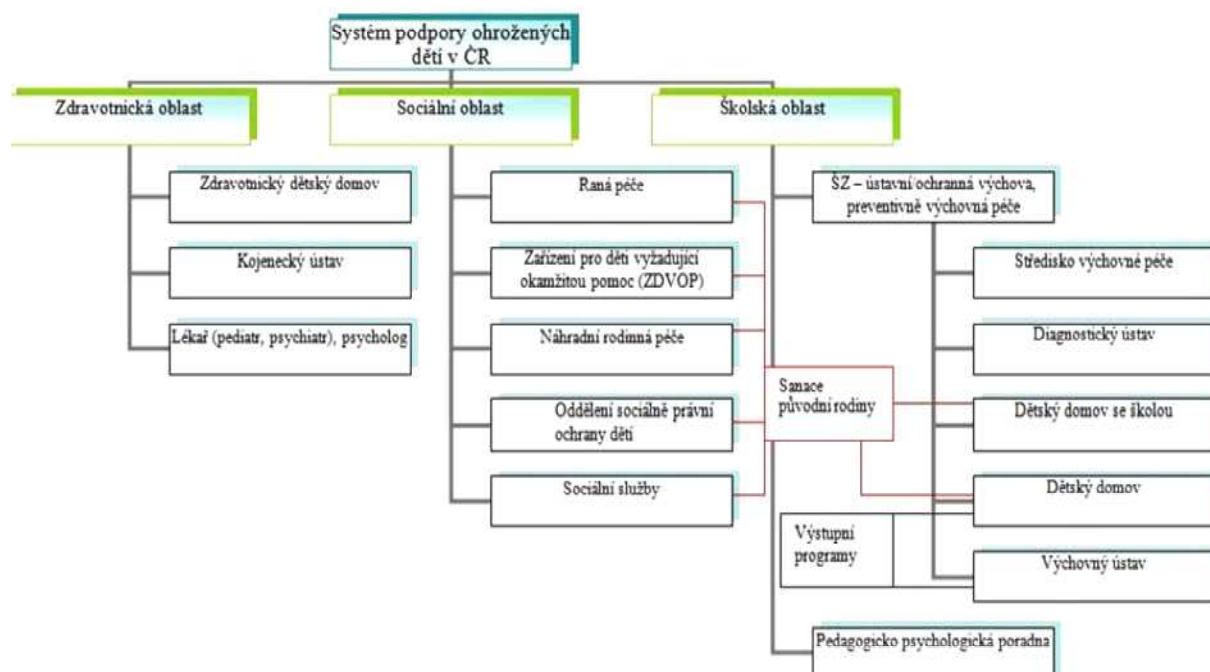 Systém podpory ohrožených
dětí v ČR
Zdravotnická oblast
Sociální oblast
Školská oblast
Zdravotnický dětský domov
Kojenecký ústav
Lékař (pediatr, psychiatr), psycholog
Raná péče
Zařízení pro děti vyžadující
okamžitou pomoc (ZDVOP)
Náhradní rodinná péče
Oddělení sociálně právní
ochrany dětí
Sociální služby
ŠZ – ústavní/ochranná výchova,
preventivně výchovná péče
Středisko výchovné péče
Diagnostický ústav
Sanace
původní rodiny
Dětský domov se školou
Dětský domov
Výstupní
programy
Výchovný ústav
Pedagogicko psychologická poradna